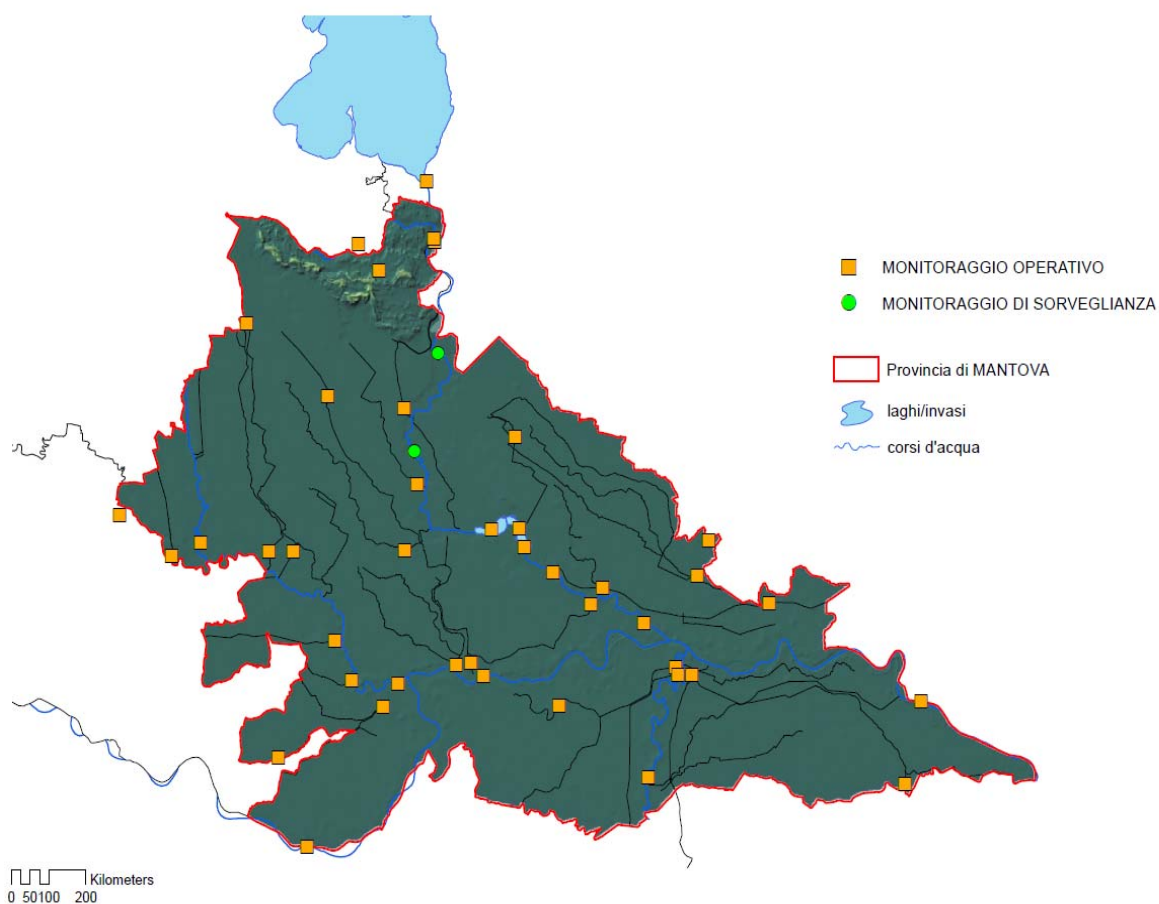 MONITORAGGIO OPERATIVO
MONITORAGGIO DI SORVEGLIANZA
Provincia di MANTOVA
laghi/invasi
corsi d'acqua
Kilometers
0 50100 200